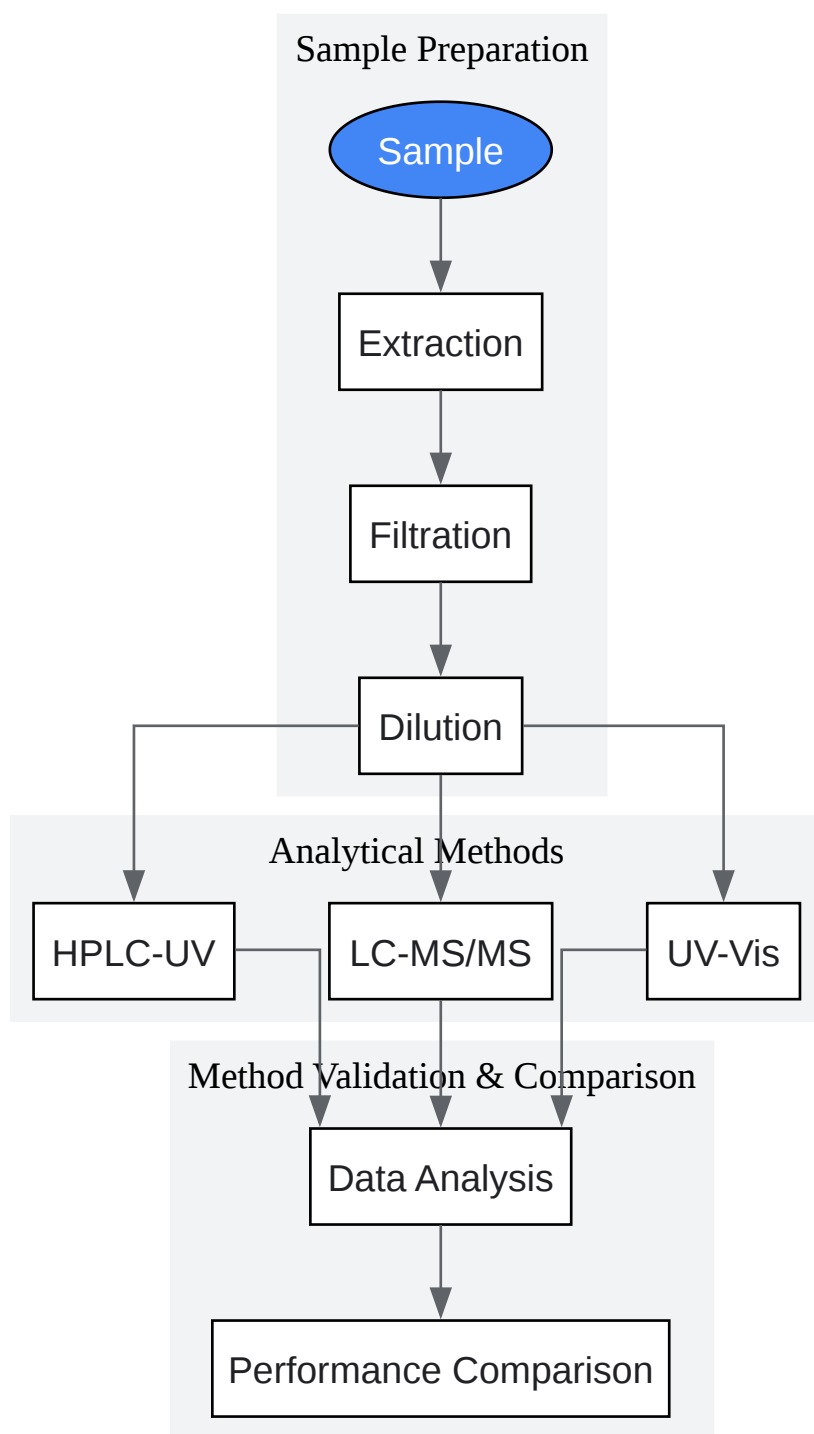 Sample Preparation
Sample
Extraction
Filtration
Dilution
Analytical Methods
HPLC-UV
LC-MS/MS
UV-Vis
Method Validation & Comparison
Data Analysis
Performance Comparison